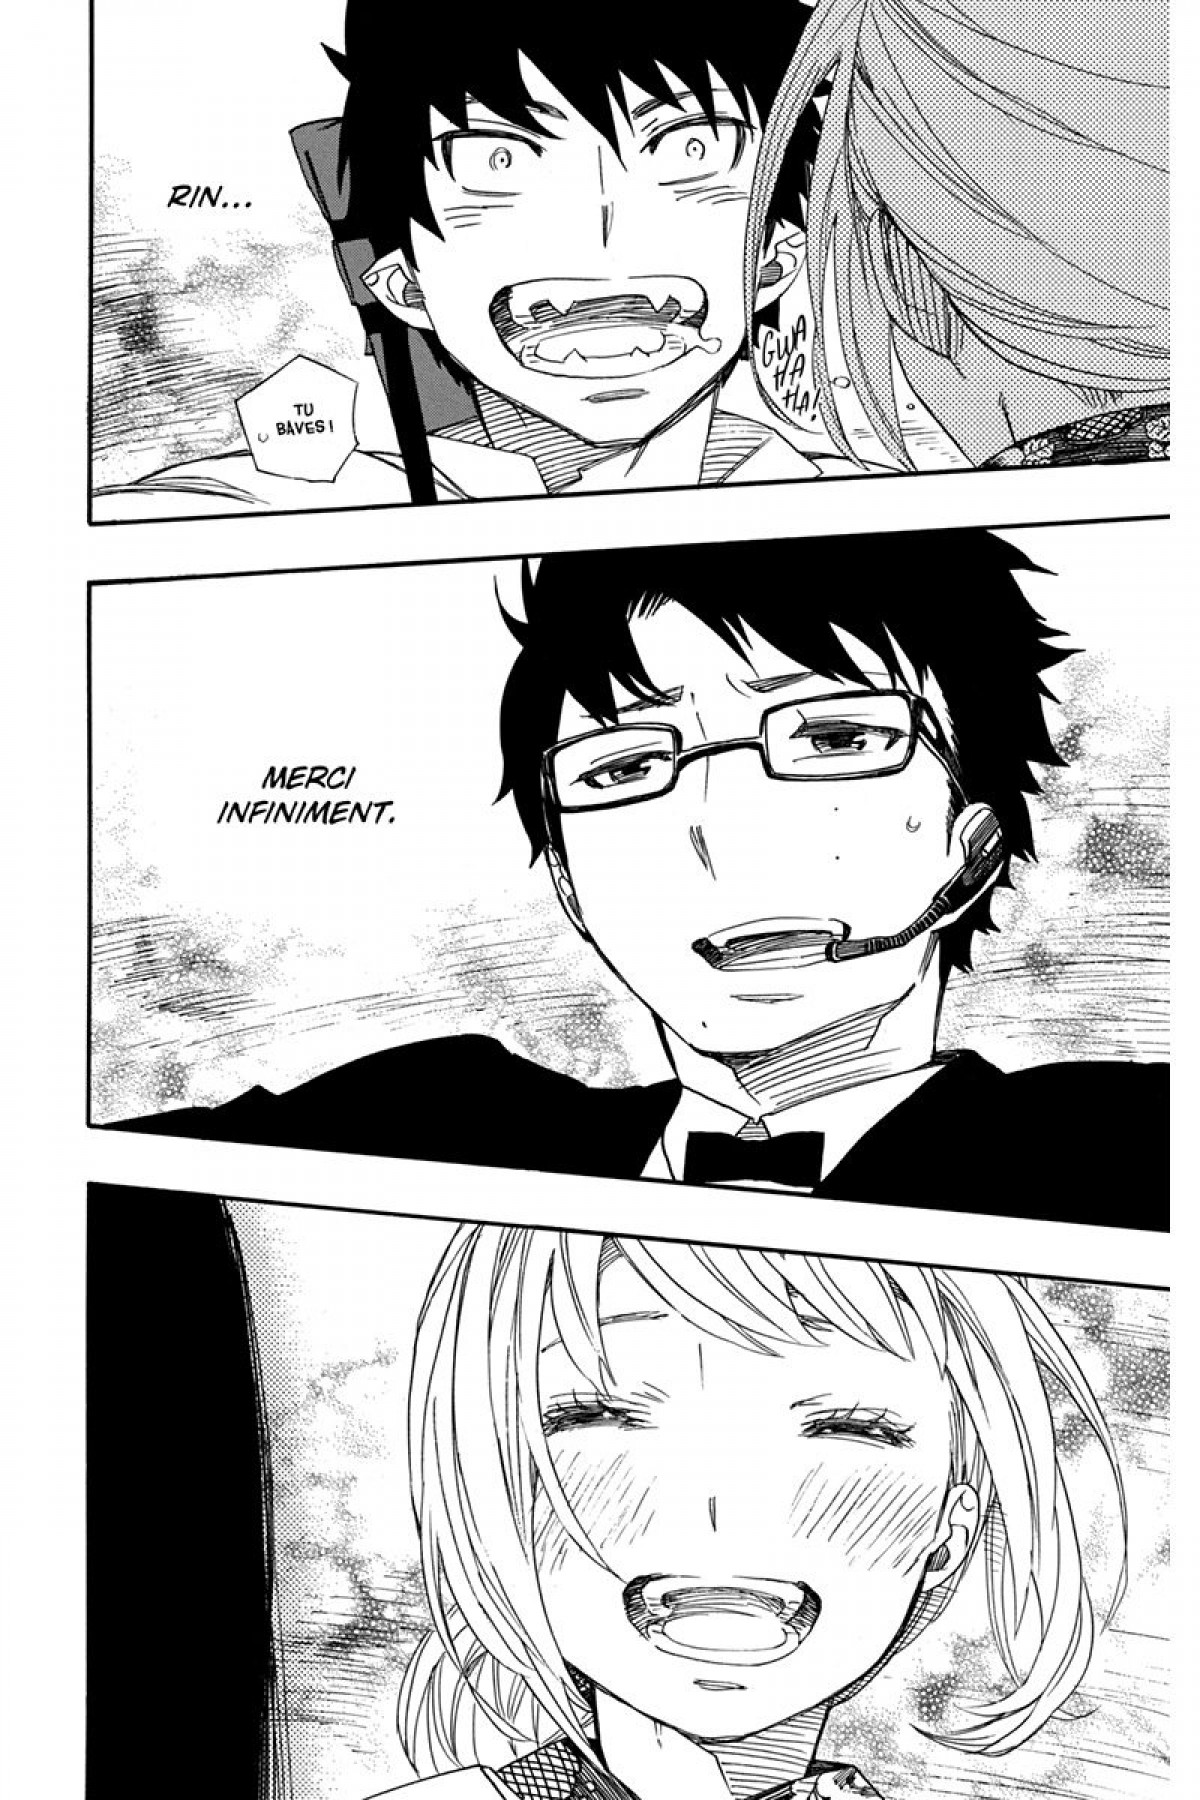 RIN...
TU
BAVES !
GWA
HA
HA!
MERCI
INFINIMENT.